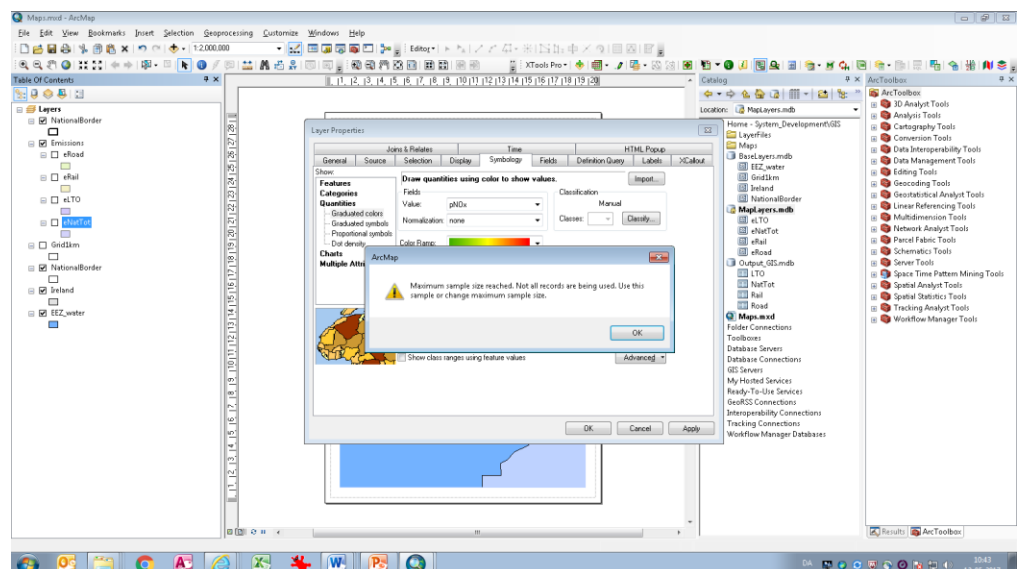 Maps.mxd - ArcMap
File Edit View Bookmarks Insert Selection Geoprocessing Customize Windows Help
1:2,000,000
Editor
XTools Pro
Table Of Contents
Layers
NationalBorder
Emissions
eRoad
eRail
eLTO
eNatTot
Grid1km
NationalBorder
Ireland
EEZ_water
Layer Properties
Joins & Relates Time HTML Popup
General Source Selection Display Symbology Fields Definition Query Labels XCallout
Show:
Features
Categories
Quantities
Graduated colors
Graduated symbols
Proportional symbols
Dot density
Charts
Multiple Attri
Draw quantities using color to show values.
Import...
Fields
Value: pNOx
Normalization: none
Classification
Manual
Classes:
Classify...
Color Ramp:
ArcMap
Maximum sample size reached. Not all records are being used. Use this
sample or change maximum sample size.
OK
Show class ranges using feature values
Advanced
OK Cancel Apply
Catalog
Location: MapLayers.mdb
Home - System_Development\GIS
LayerFiles
Maps
BaseLayers.mdb
EEZ_water
Grid1km
Ireland
NationalBorder
MapLayers.mdb
eLTO
eNatTot
eRail
eRoad
Output_GIS.mdb
LTO
NatTot
Rail
Road
Maps.mxd
Folder Connections
Toolboxes
Database Servers
Database Connections
GIS Servers
My Hosted Services
Ready-To-Use Services
GeoRSS Connections
Interoperability Connections
Tracking Connections
Workflow Manager Databases
ArcToolbox
ArcToolbox
3D Analyst Tools
Analysis Tools
Cartography Tools
Conversion Tools
Data Interoperability Tools
Data Management Tools
Editing Tools
Geocoding Tools
Geostatistical Analyst Tools
Linear Referencing Tools
Multidimension Tools
Network Analyst Tools
Parcel Fabric Tools
Schematics Tools
Server Tools
Space Time Pattern Mining Tools
Spatial Analyst Tools
Spatial Statistics Tools
Tracking Analyst Tools
Workflow Manager Tools
Results ArcToolbox
DA
10:43